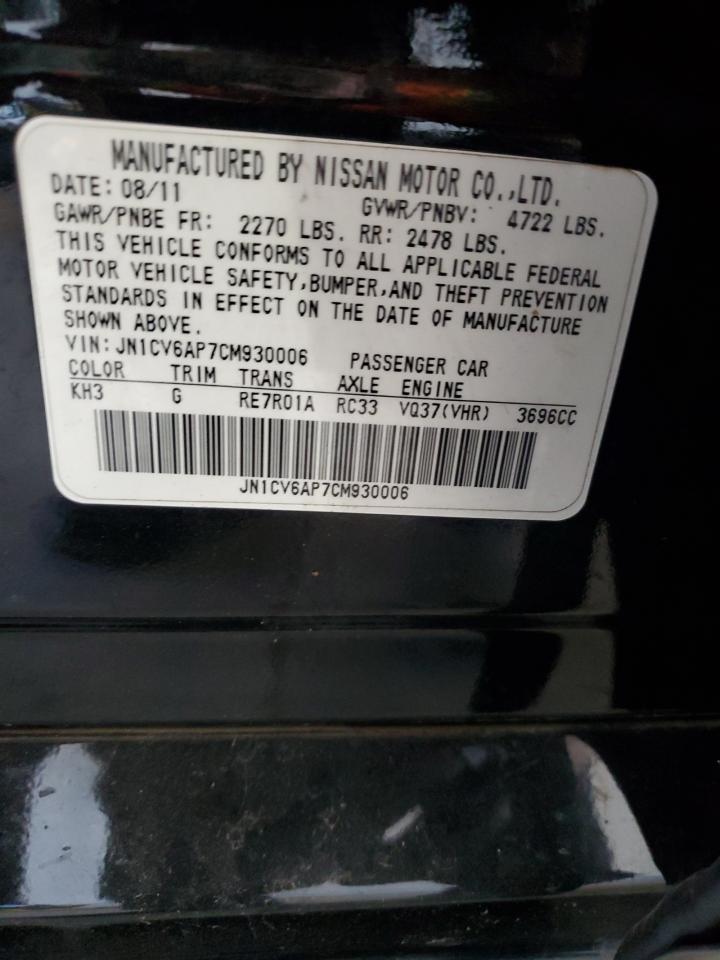 MANUFACTURED BY NISSAN MOTOR CO.,LTD.
DATE: 08/11 GVWR/PNBV: 4722 LBS.
GAWR/PNBE FR: 2270 LBS. RR: 2478 LBS.
THIS VEHICLE CONFORMS TO ALL APPLICABLE FEDERAL
MOTOR VEHICLE SAFETY,BUMPER,AND THEFT PREVENTION
STANDARDS IN EFFECT ON THE DATE OF MANUFACTURE
SHOWN ABOVE.
VIN: JN1CV6AP7CM930006 PASSENGER CAR
COLOR TRIM TRANS AXLE ENGINE
KH3 G RE7R01A RC33 VQ37(VHR) 3696CC
JN1CV6AP7CM930006